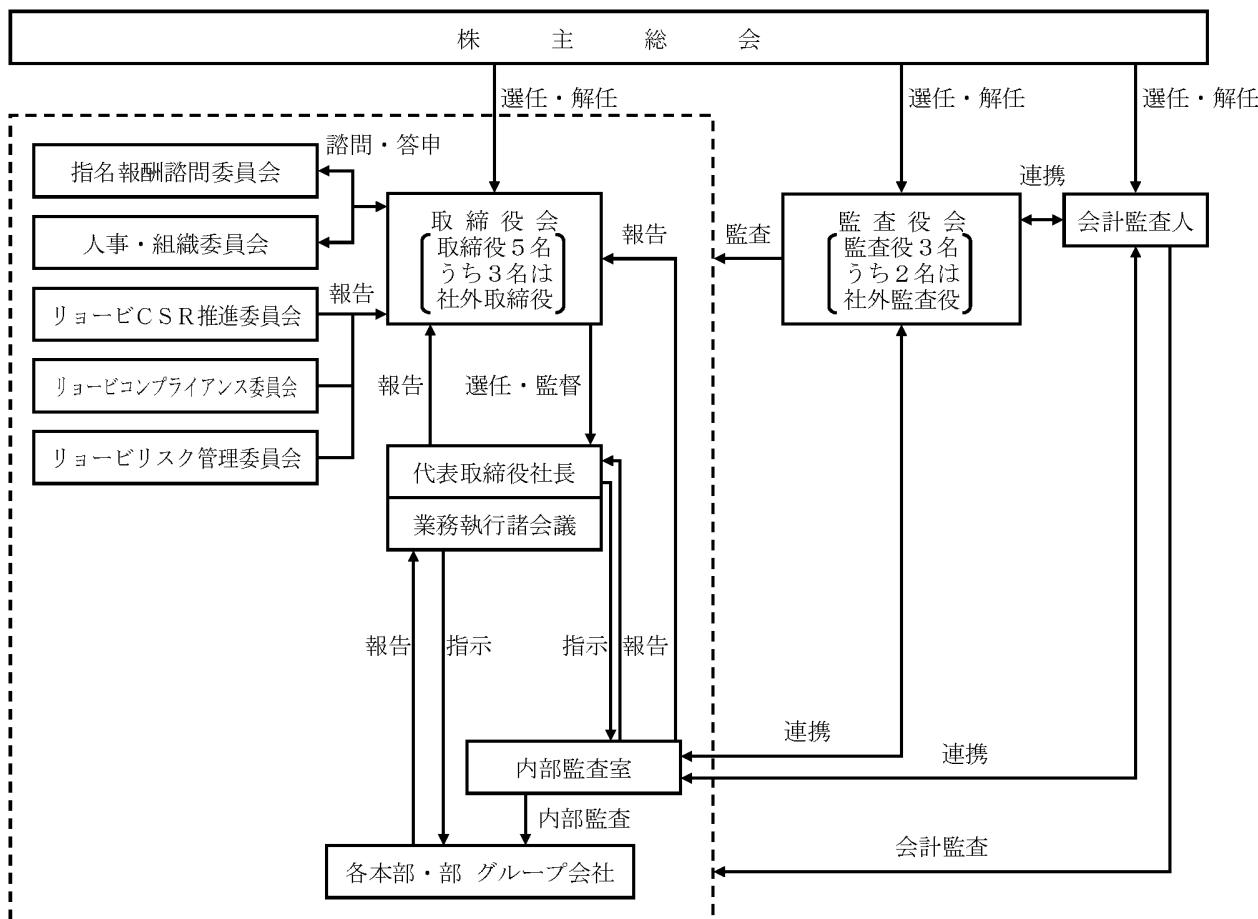 株主総会
選任・解任
選任・解任
選任・解任
諮問・答申
指名報酬諮問委員会
人事・組織委員会
リョービCSR推進委員会
リョービコンプライアンス委員会
リョービリスク管理委員会
報告
取締役会
取締役5名
うち3名は
社外取締役
報告
監査
監査役会
監査役3名
うち2名は
社外監査役
連携
会計監査人
報告
選任・監督
代表取締役社長
業務執行諸会議
報告
指示
指示
報告
連携
連携
内部監査室
内部監査
会計監査
各本部・部 グループ会社